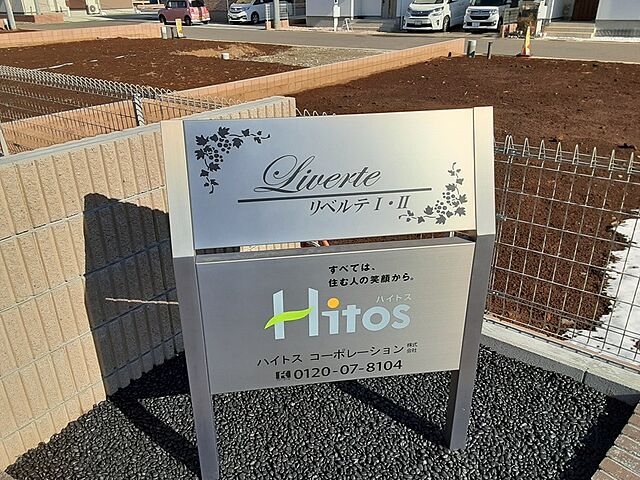 Liverte
リベルテ I・II
すべては、
住む人の笑顔から。
ハイトス
Hitos
ハイトス コーポレーション 株式会社
0120-07-8104